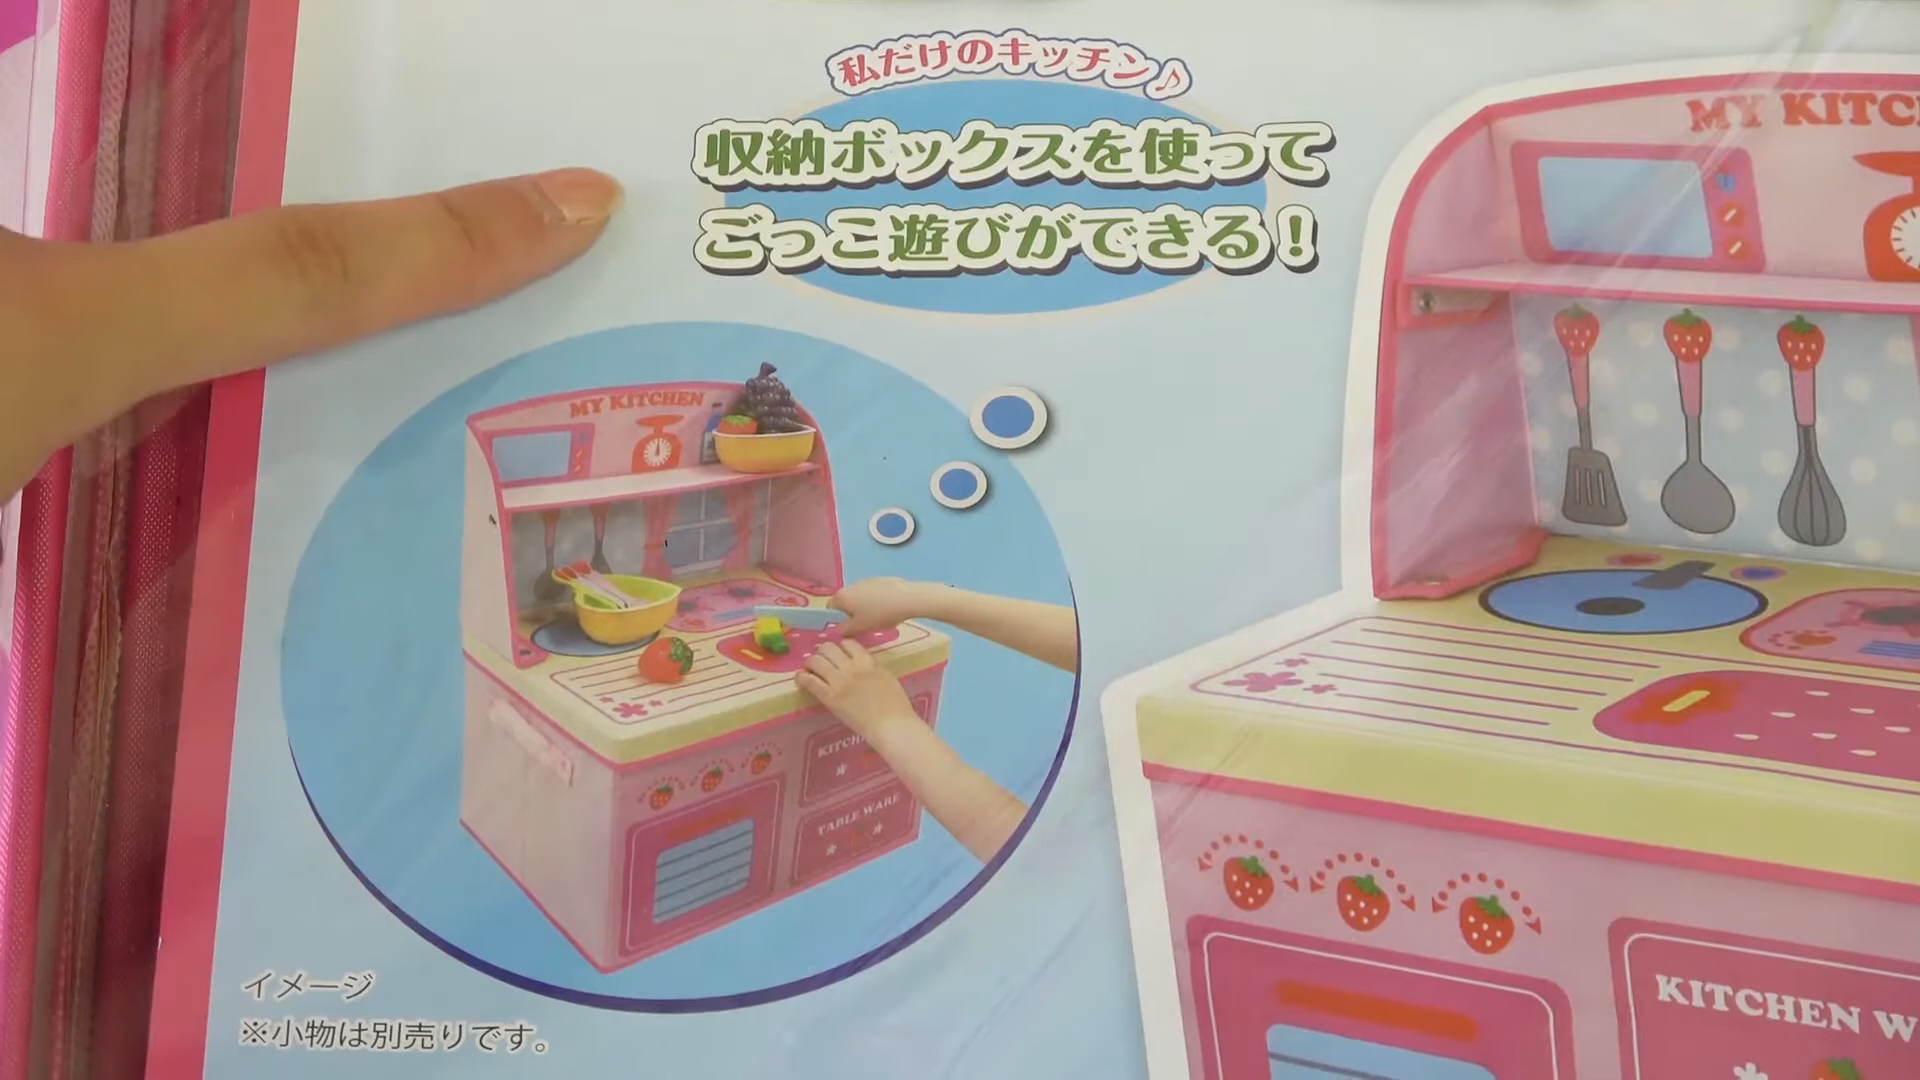 私だけのキッチン♪
収納ボックスを使って
ごっこ遊びができる！
MY KITCHEN
KITCHEN
TABLE WARE
イメージ
※小物は別売りです。
MY KITC
KITCHEN W